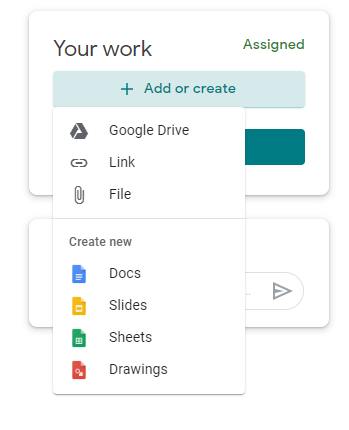 Your work
Assigned
+ Add or create
Google Drive
Link
File
Create new
Docs
Slides
Sheets
Drawings